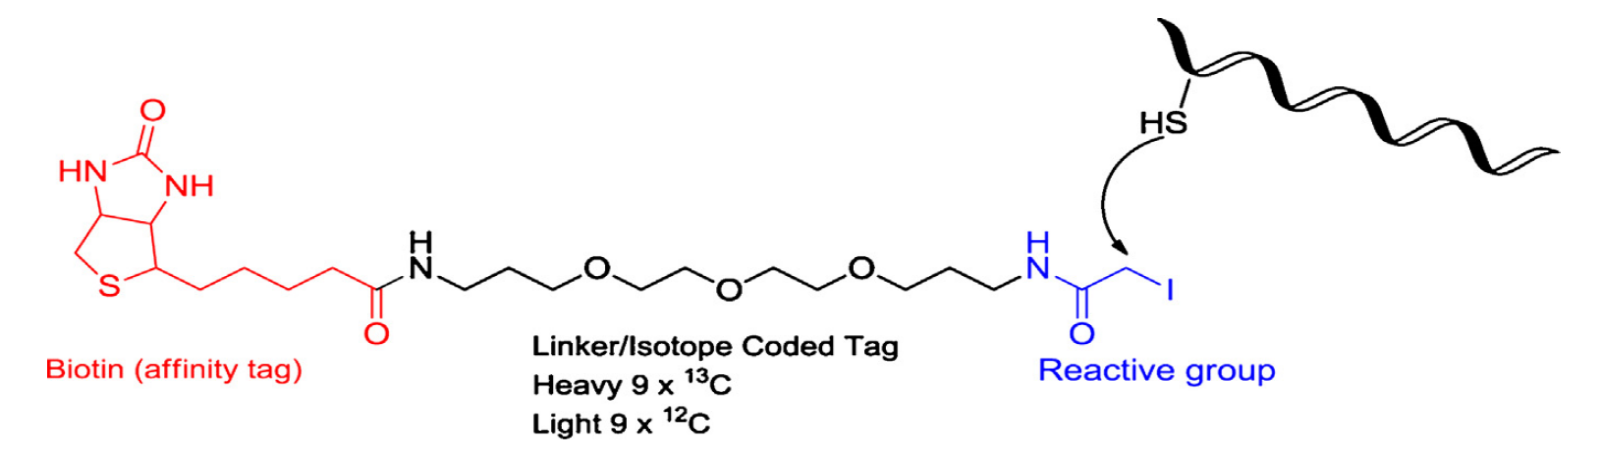 O
HN
NH
S
O
H
N
O
O
O
H
N
O
I
HS
Biotin (affinity tag)
Linker/Isotope Coded Tag
Heavy 9 x ¹³C
Light 9 x ¹²C
Reactive group